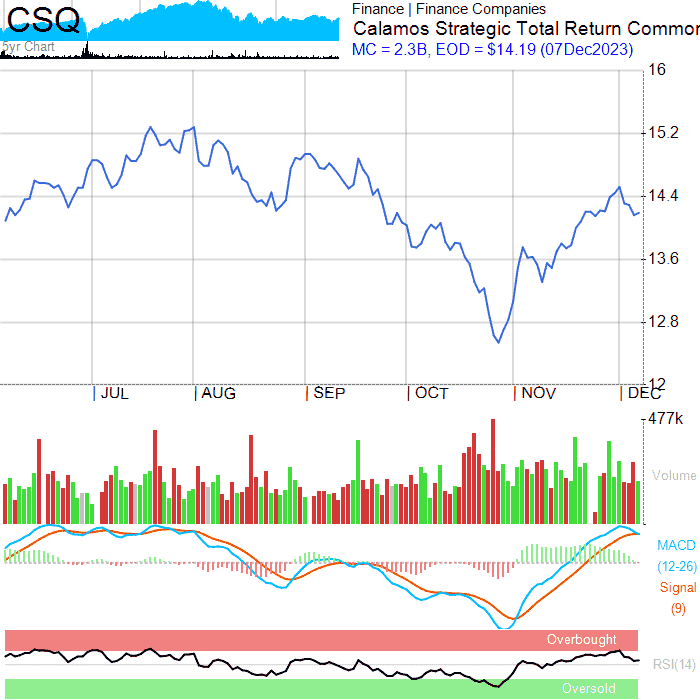 CSQ
5yr Chart
Finance | Finance Companies
Calamos Strategic Total Return Common
MC = 2.3B, EOD = $14.19 (07Dec2023)
16
15.2
14.4
13.6
12.8
12
JUL AUG SEP OCT NOV DEC
477k
Volume
MACD
(12-26)
Signal
(9)
Overbought
RSI(14)
Oversold